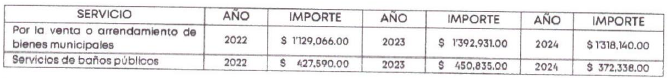 SERVICIO AÑO IMPORTE AÑO IMPORTE AÑO IMPORTE
Por la venta o arrendamiento de bienes municipales 2022 $ 1'129,066.00 2023 $ 1'392,931.00 2024 $1'318,140.00
Servicios de baños públicos 2022 $ 427,590.00 2023 $ 450,835.00 2024 $ 372,338.00